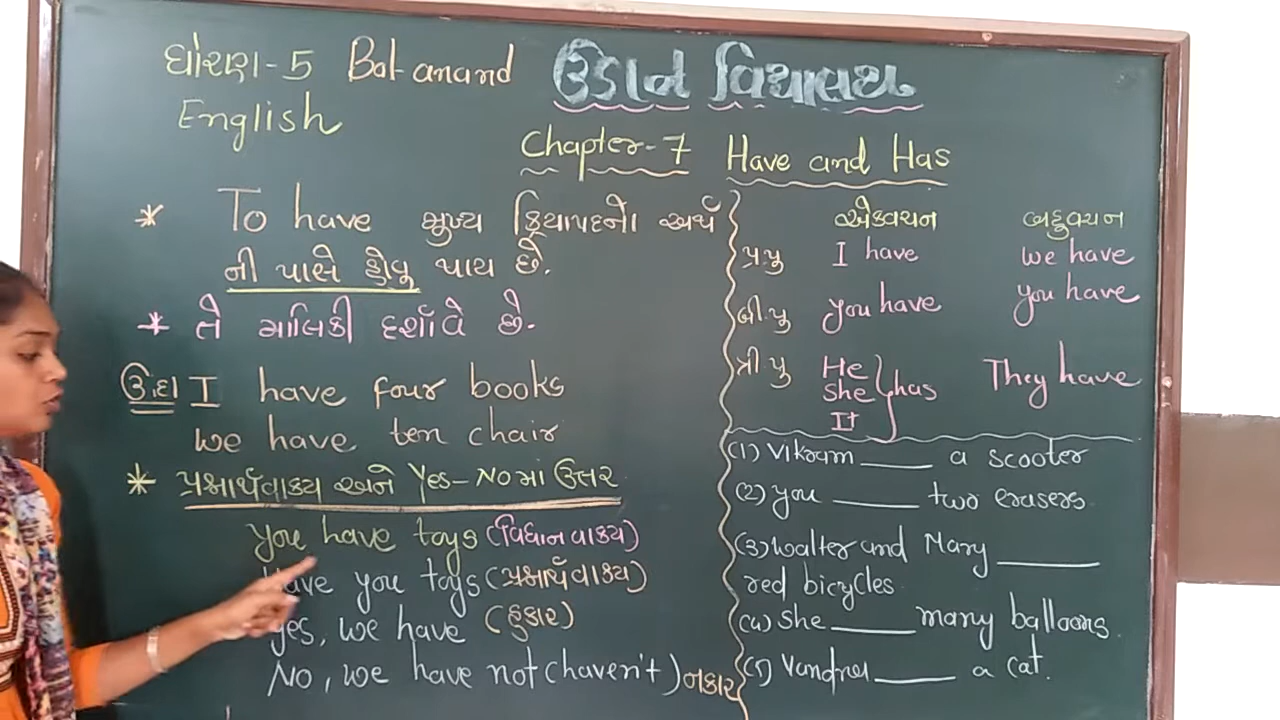 ધોરણ-5 Bal-anand ઉડાન વિદ્યાલય
English
Chapter-7 Have and Has
* To have મુખ્ય ક્રિયાપદનો અર્થ
ની પાસે હોવુ થાય છે.
* તે માલિકી દર્શાવે છે.
ઉદા I have four books
we have ten chair
* પ્રશ્નાર્થવાક્ય અને Yes-No માં ઉત્તર
you have toys (વિધાન વાક્ય)
Have you toys (પ્રશ્નાર્થવાક્ય)
yes, we have (હકાર)
No, we have not (haven't) નકાર
એકવચન બહુવચન
પ્ર.પુ I have we have
બી.પુ you have you have
ત્રી પુ He
She has They have
It
(1) Vikram ____ a scooter
(2) you ____ two erasers
(૩) Walter and Mary ____
red bicycles
(૪) She ____ many balloons.
(૫) ____ a cat.